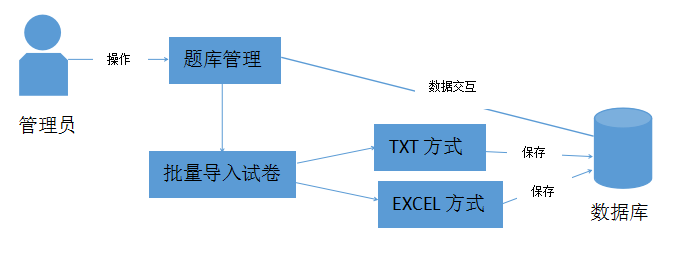 操作
题库管理
数据交互
管理员
TXT 方式
保存
批量导入试卷
保存
EXCEL 方式
数据库